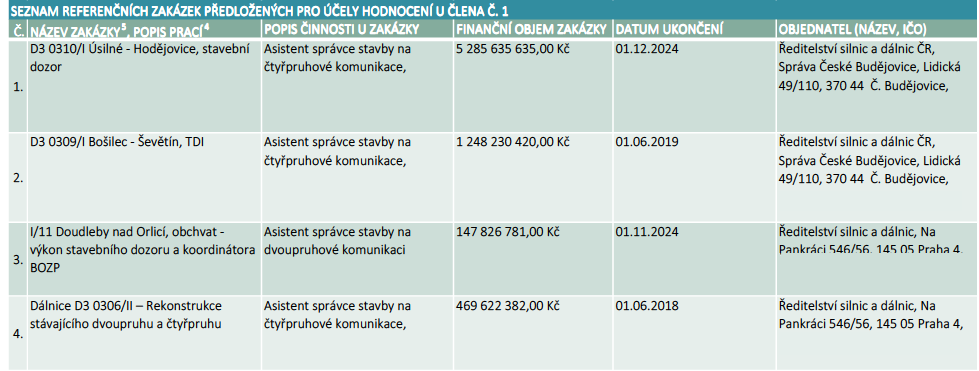 SEZNAM REFERENČNÍCH ZAKÁZEK PŘEDLOŽENÝCH PRO ÚČELY HODNOCENÍ U ČLENA Č. 1
Č. NÁZEV ZAKÁZKY³, POPIS PRACÍ⁴ POPIS ČINNOSTI U ZAKÁZKY FINANČNÍ OBJEM ZAKÁZKY DATUM UKONČENÍ OBJEDNATEL (NÁZEV, IČO)
1. D3 0310/I Úsilné - Hodějovice, stavební
dozor
Asistent správce stavby na
čtyřpruhové komunikace,
5 285 635 635,00 Kč
01.12.2024
Ředitelství silnic a dálnic ČR,
Správa České Budějovice, Lidická
49/110, 370 44 Č. Budějovice,
2. D3 0309/I Bošilec - Ševětín, TDI
Asistent správce stavby na
čtyřpruhové komunikace,
1 248 230 420,00 Kč
01.06.2019
Ředitelství silnic a dálnic ČR,
Správa České Budějovice, Lidická
49/110, 370 44 Č. Budějovice,
3. I/11 Doudleby nad Orlicí, obchvat -
výkon stavebního dozoru a koordinátora
BOZP
Asistent správce stavby na
dvoupruhové komunikaci
147 826 781,00 Kč
01.11.2024
Ředitelství silnic a dálnic, Na
Pankráci 546/56, 145 05 Praha 4,
4. Dálnice D3 0306/II – Rekonstrukce
stávajícího dvoupruhu a čtyřpruhu
Asistent správce stavby na
čtyřpruhové komunikace,
469 622 382,00 Kč
01.06.2018
Ředitelství silnic a dálnic, Na
Pankráci 546/56, 145 05 Praha 4,